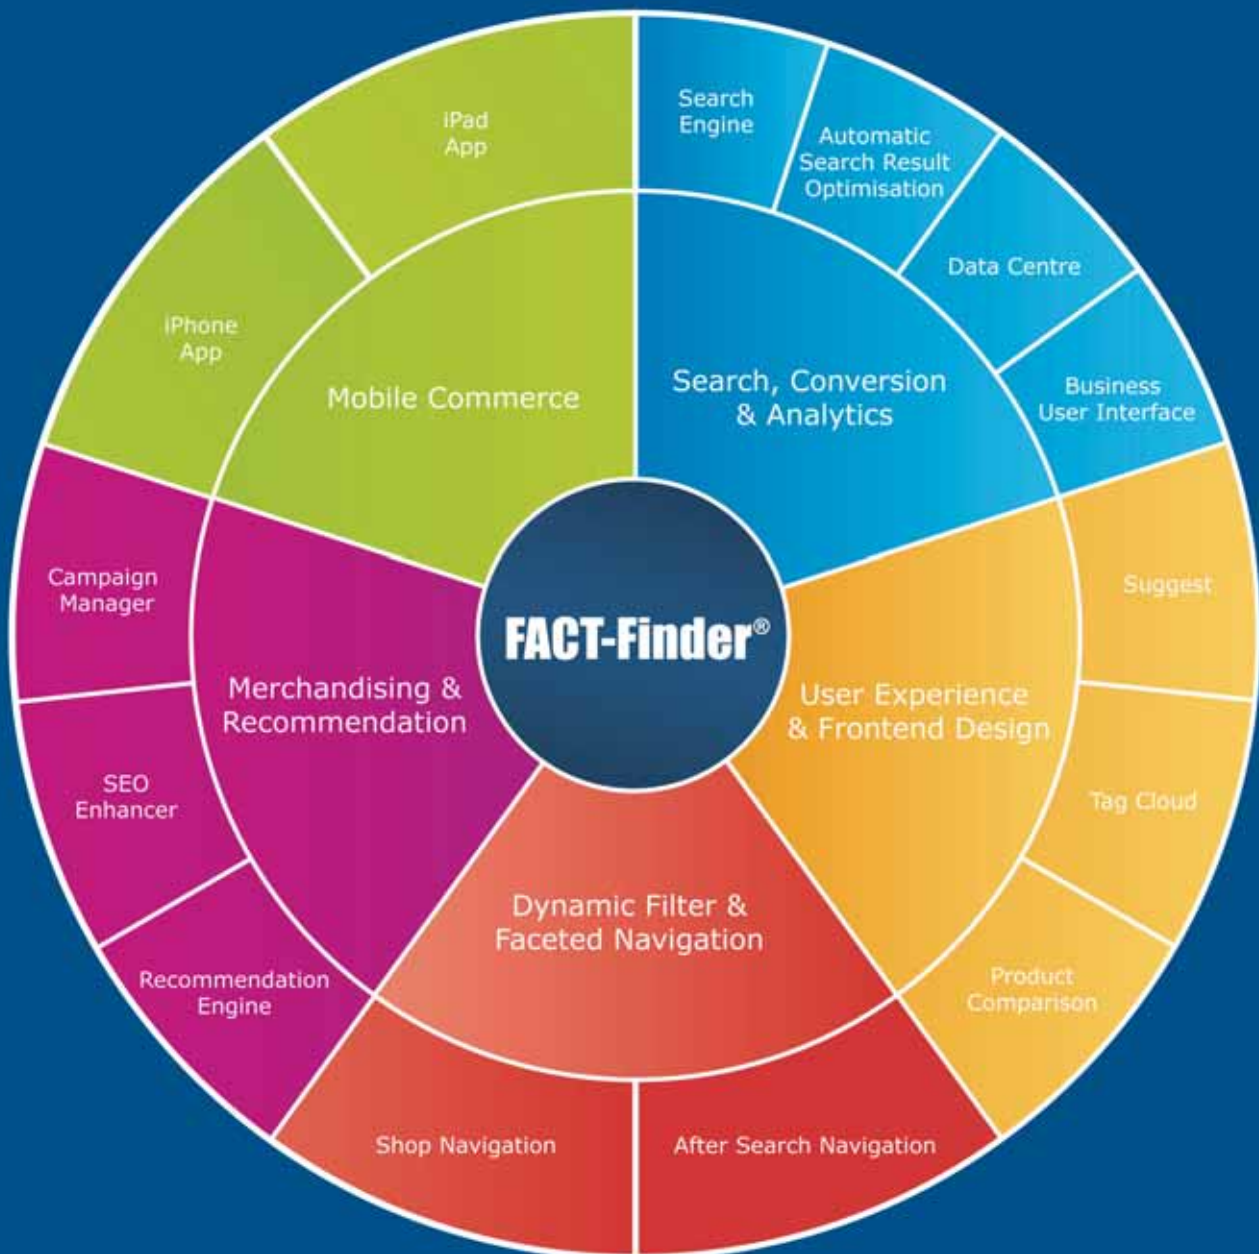 iPad
App
Search
Engine
Automatic
Search Result
Optimisation
Data Centre
Business
User Interface
iPhone
App
Mobile Commerce
Search, Conversion
& Analytics
Campaign
Manager
Suggest
FACT-Finder®
Merchandising &
Recommendation
User Experience
& Frontend Design
SEO
Enhancer
Tag Cloud
Dynamic Filter &
Faceted Navigation
Recommendation
Engine
Product
Comparison
Shop Navigation
After Search Navigation